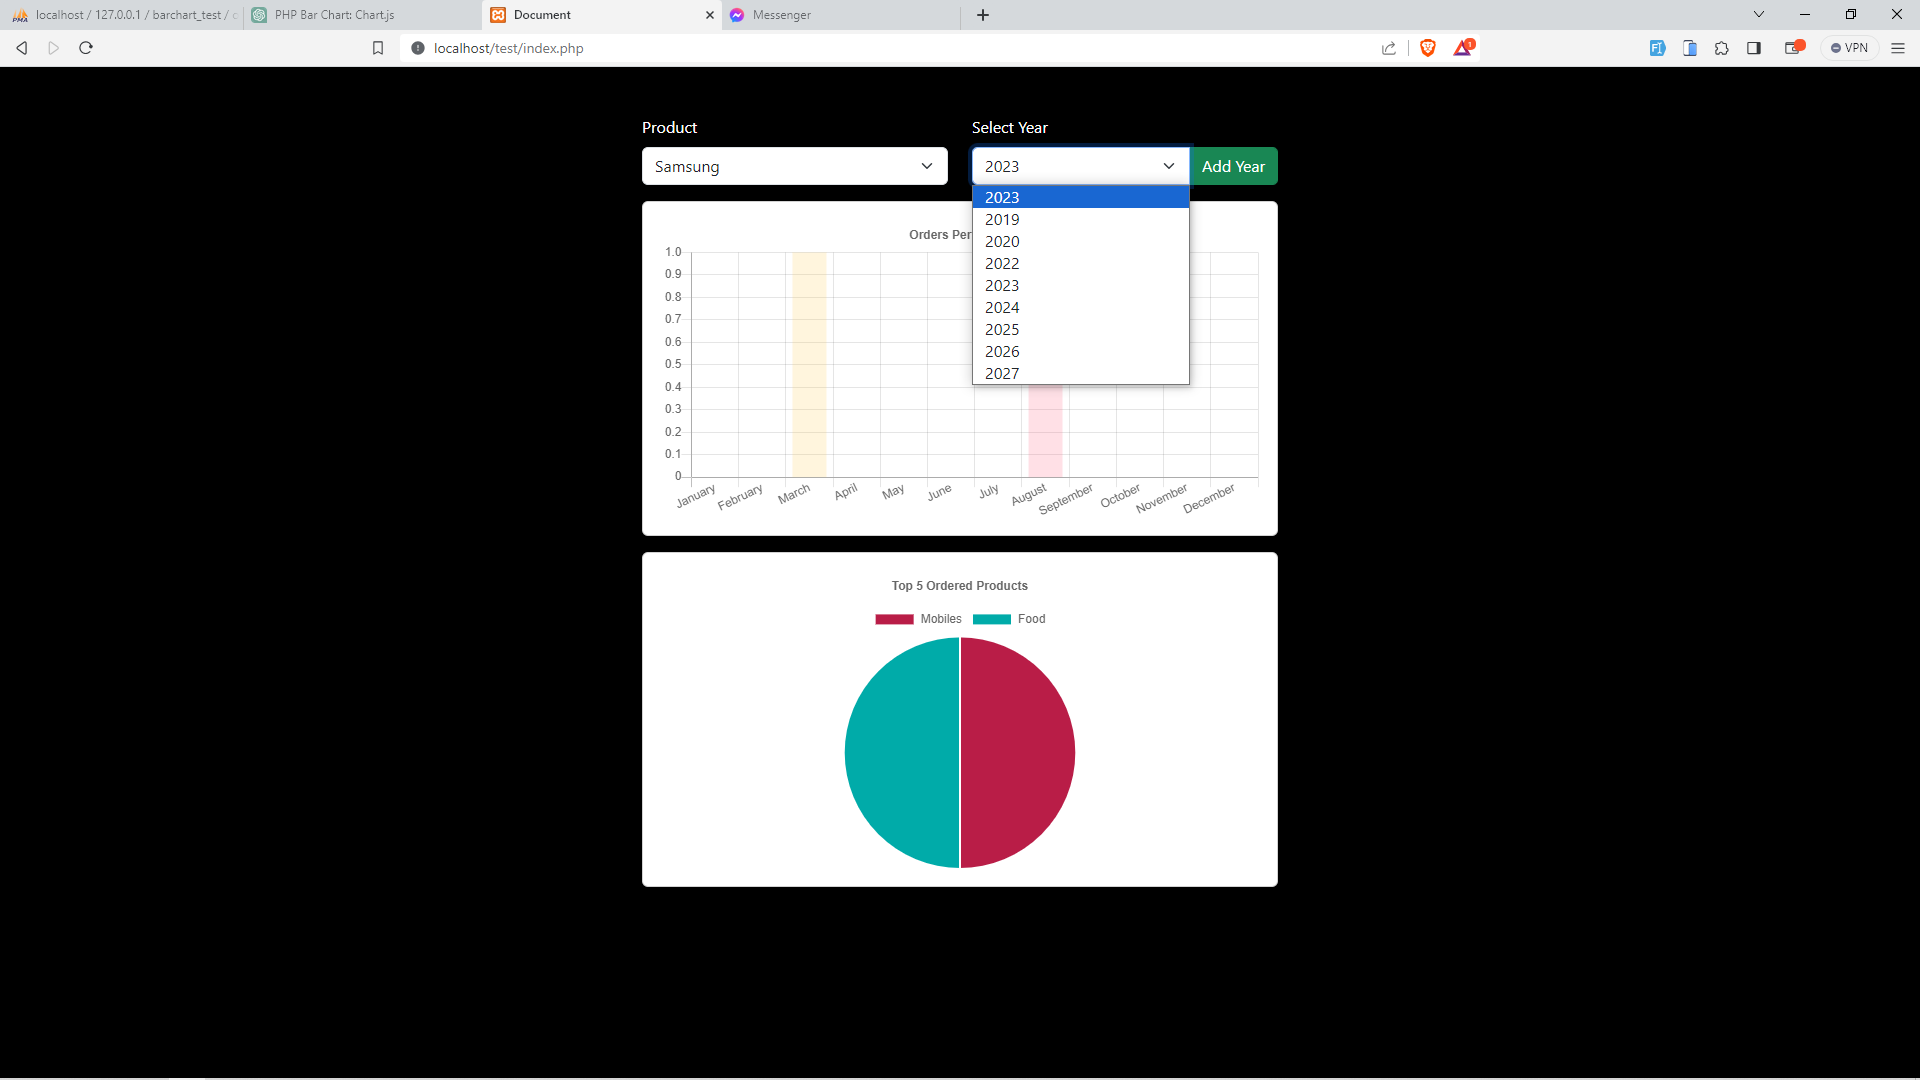 localhost / 127.0.0.1 / barchart_test /
PHP Bar Chart: Chart.js
Document
Messenger
localhost/test/index.php
1
VPN
Product
Select Year
Samsung
2023
Add Year
2023
2019
2020
2022
2023
2024
2025
2026
2027
Orders Per
1.0
0.9
0.8
0.7
0.6
0.5
0.4
0.3
0.2
0.1
0
January
February
March
April
May
June
July
August
September
October
November
December
Top 5 Ordered Products
Mobiles
Food